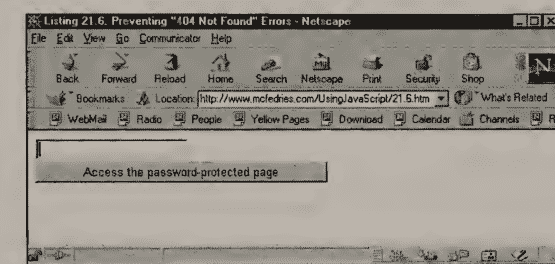 Listing 21.6. Preventing "404 Not Found" Errors - Netscape
File Edit View Go Communicator Help
Back Forward Reload Home Search Netscape Print Security Shop
Bookmarks Location: http://www.mcfedries.com/UsingJavaScript/21.6.htm What's Related
WebMail Radio People Yellow Pages Download Calendar Channels
Access the password-protected page